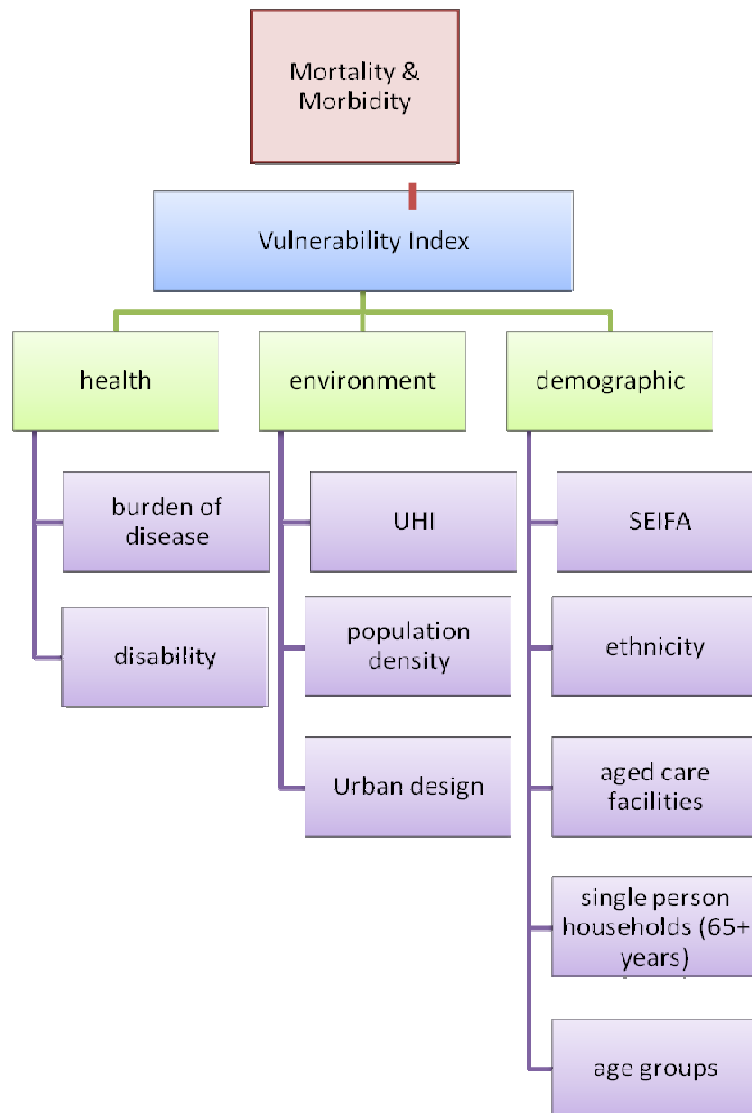 Mortality &
Morbidity
Vulnerability Index
health
environment
demographic
burden of
disease
disability
UHI
population
density
Urban design
SEIFA
ethnicity
aged care
facilities
single person
households (65+
years)
age groups